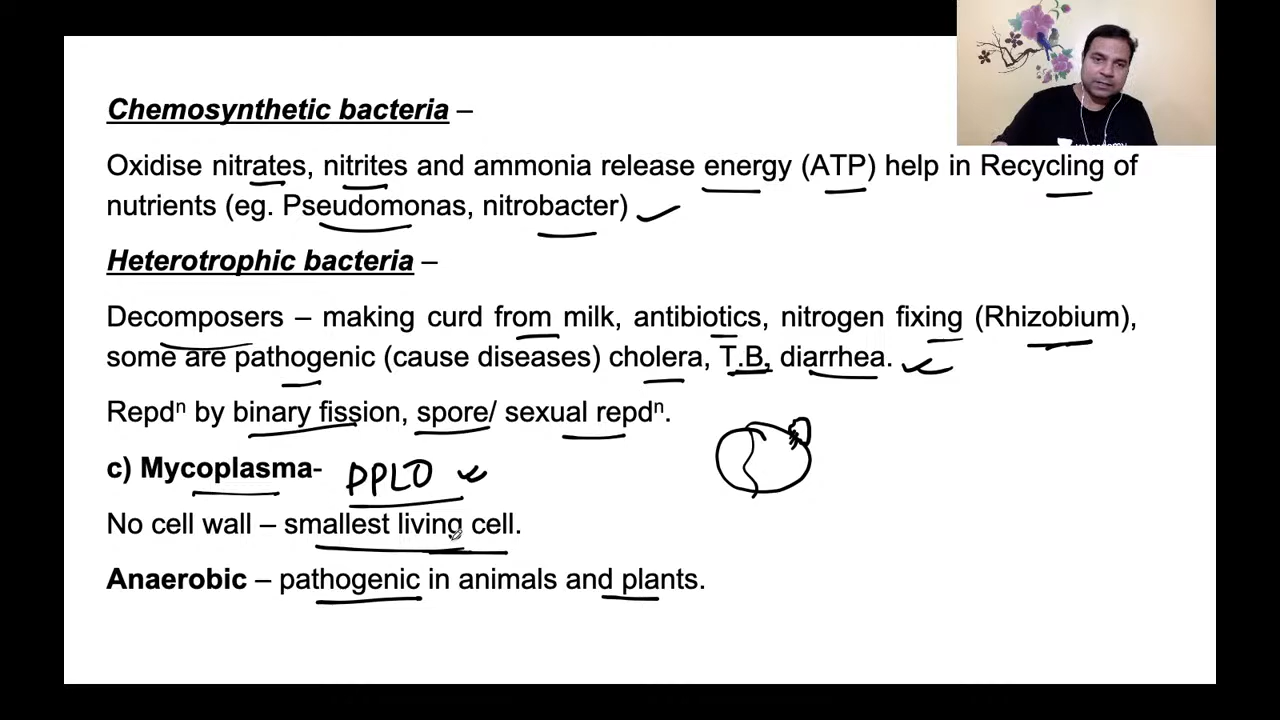 Chemosynthetic bacteria –
Oxidise nitrates, nitrites and ammonia release energy (ATP) help in Recycling of
nutrients (eg. Pseudomonas, nitrobacter)
Heterotrophic bacteria –
Decomposers – making curd from milk, antibiotics, nitrogen fixing (Rhizobium),
some are pathogenic (cause diseases) cholera, T.B, diarrhea.
Repdⁿ by binary fission, spore/ sexual repdⁿ.
c) Mycoplasma- PPLO
No cell wall – smallest living cell.
Anaerobic – pathogenic in animals and plants.